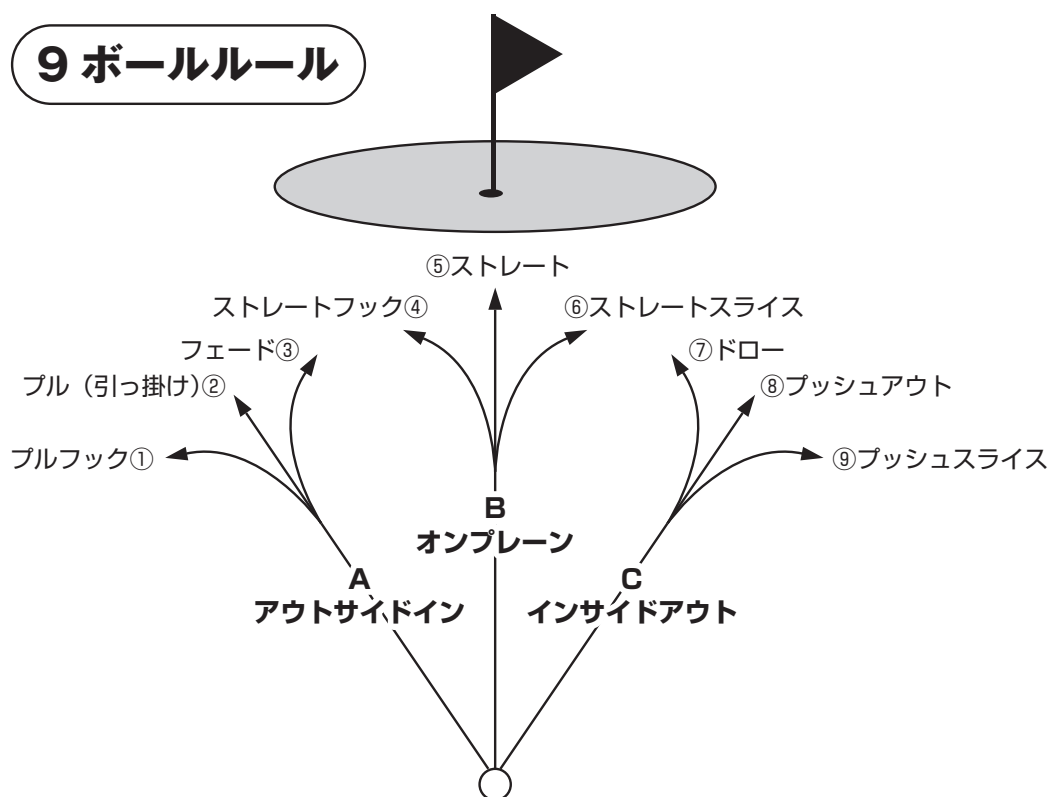 9 ボールルール
⑤ストレート
ストレートフック④
⑥ストレートスライス
フェード③
⑦ドロー
プル（引っ掛け）②
⑧プッシュアウト
プルフック①
⑨プッシュスライス
B
オンプレーン
A
アウトサイドイン
C
インサイドアウト